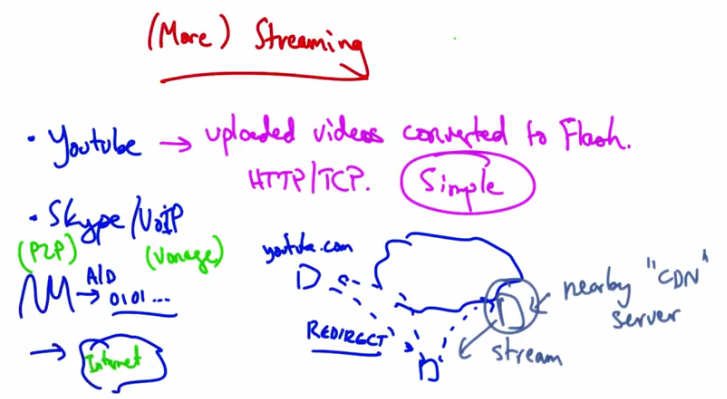 (More) Streaming
• Youtube → uploaded videos converted to Flash.
HTTP/TCP. Simple
• Skype/VoIP
(P2P) (Vonage)
A/D
→ 0101...
→ Internet
youtube.com
REDIRECT
nearby "CDN"
server
stream